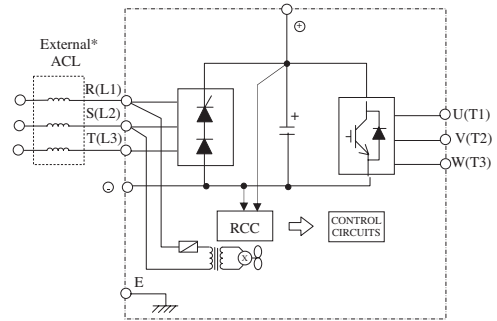 ⊕
External*
ACL
R(L1)
S(L2)
T(L3)
+
U(T1)
V(T2)
W(T3)
⊖
RCC
CONTROL
CIRCUITS
X
E